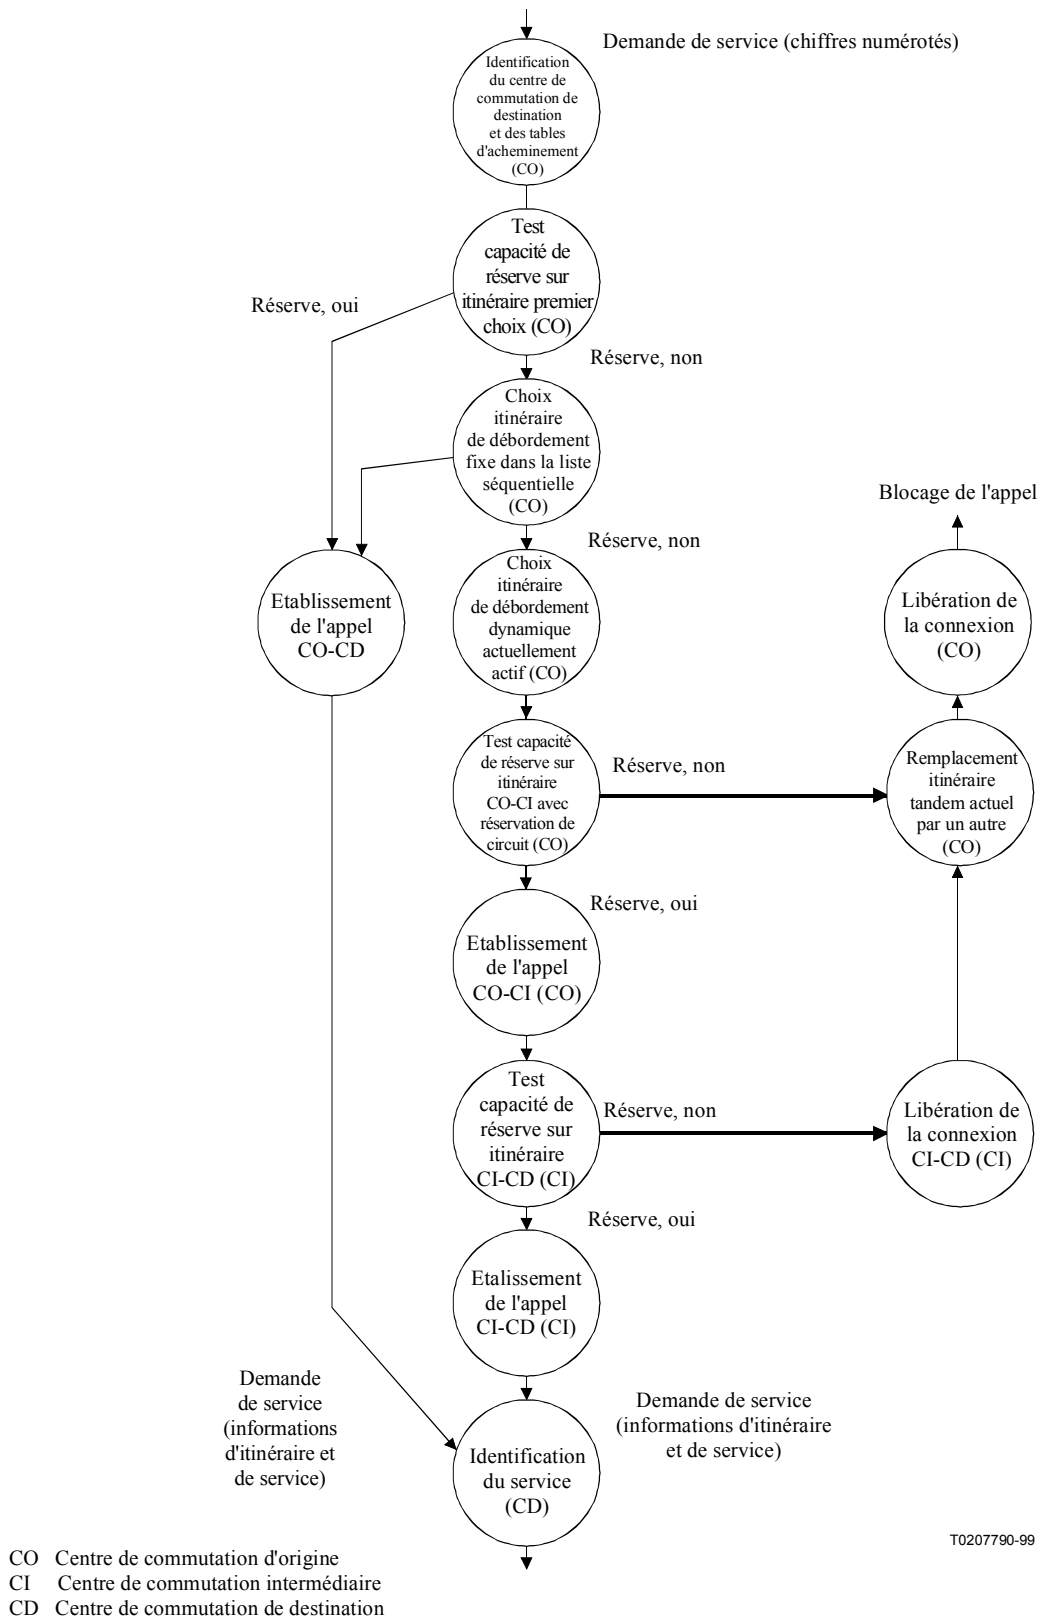 Demande de service (chiffres numérotés)
Identification
du centre de
commutation de
destination
et des tables
d'acheminement
(CO)
Test
capacité de
réserve sur
itinéraire premier
choix (CO)
Réserve, oui
Réserve, non
Choix
itinéraire
de débordement
fixe dans la liste
séquentielle
(CO)
Réserve, non
Blocage de l'appel
Etablissement
de l'appel
CO-CD
Choix
itinéraire
de débordement
dynamique
actuellement
actif (CO)
Libération de
la connexion
(CO)
Test capacité
de réserve sur
itinéraire
CO-CI avec
réservation de
circuit (CO)
Réserve, non
Remplacement
itinéraire
tandem actuel
par un autre
(CO)
Réserve, oui
Etablissement
de l'appel
CO-CI (CO)
Test
capacité de
réserve sur
itinéraire
CI-CD (CI)
Réserve, non
Libération de
la connexion
CI-CD (CI)
Réserve, oui
Etalissement
de l'appel
CI-CD (CI)
Demande
de service
(informations
d'itinéraire et
de service)
Demande de service
(informations d'itinéraire
et de service)
Identification
du service
(CD)
T0207790-99
CO Centre de commutation d'origine
CI Centre de commutation intermédiaire
CD Centre de commutation de destination